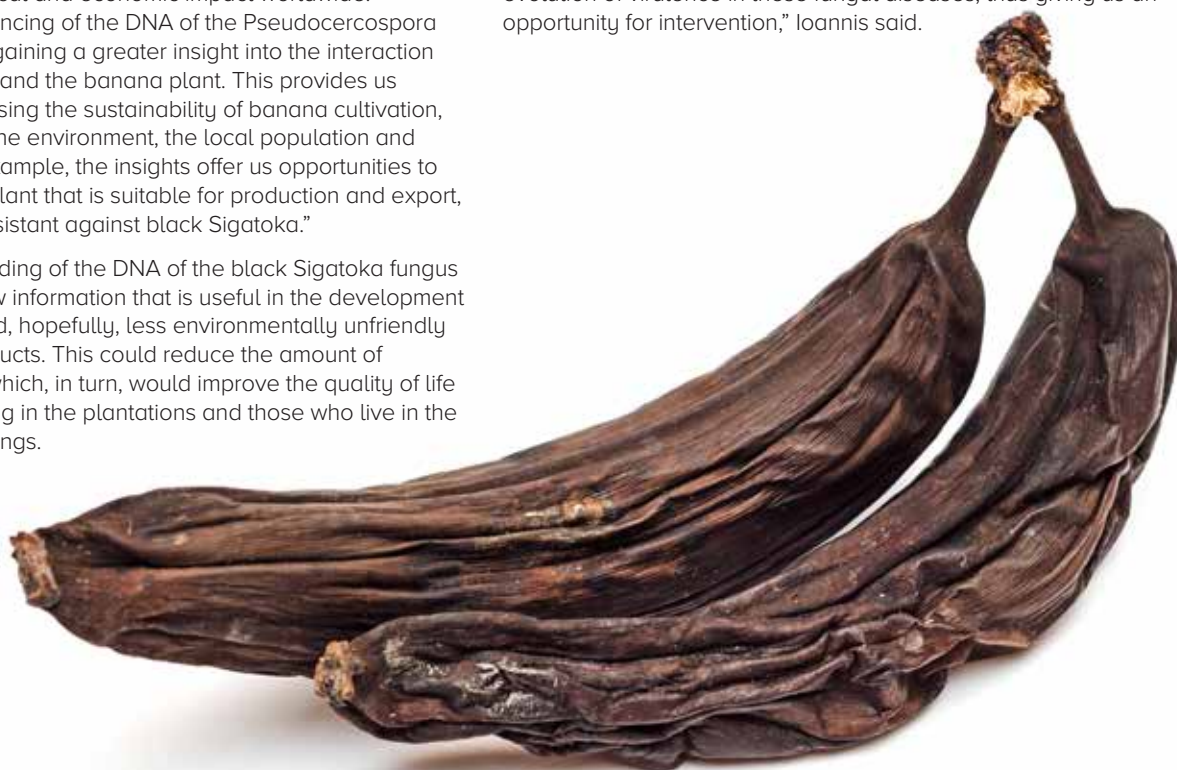 cal and economic impact worldwide.
ncing of the DNA of the Pseudocercospora
gaining a greater insight into the interaction
and the banana plant. This provides us
sing the sustainability of banana cultivation,
he environment, the local population and
ample, the insights offer us opportunities to
lant that is suitable for production and export,
sistant against black Sigatoka.”
ding of the DNA of the black Sigatoka fungus
w information that is useful in the development
d, hopefully, less environmentally unfriendly
ucts. This could reduce the amount of
which, in turn, would improve the quality of life
g in the plantations and those who live in the
ngs.
evolution of virulence in these fungal diseases, thus giving us an
opportunity for intervention,” Ioannis said.